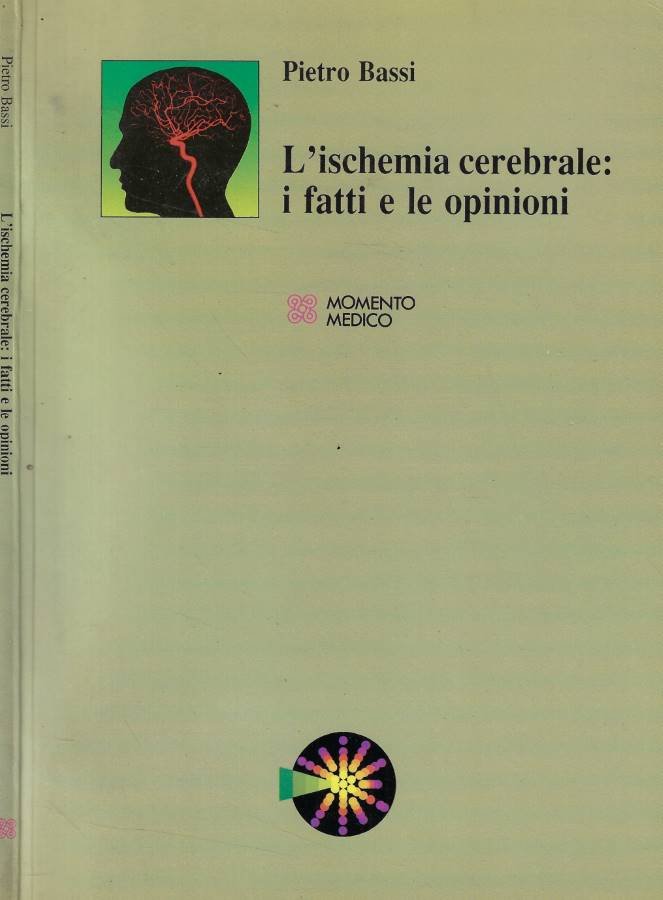 Pietro Bassi
L'ischemia cerebrale: i fatti e le opinioni
Pietro Bassi
L'ischemia cerebrale:
i fatti e le opinioni
MOMENTO
MEDICO